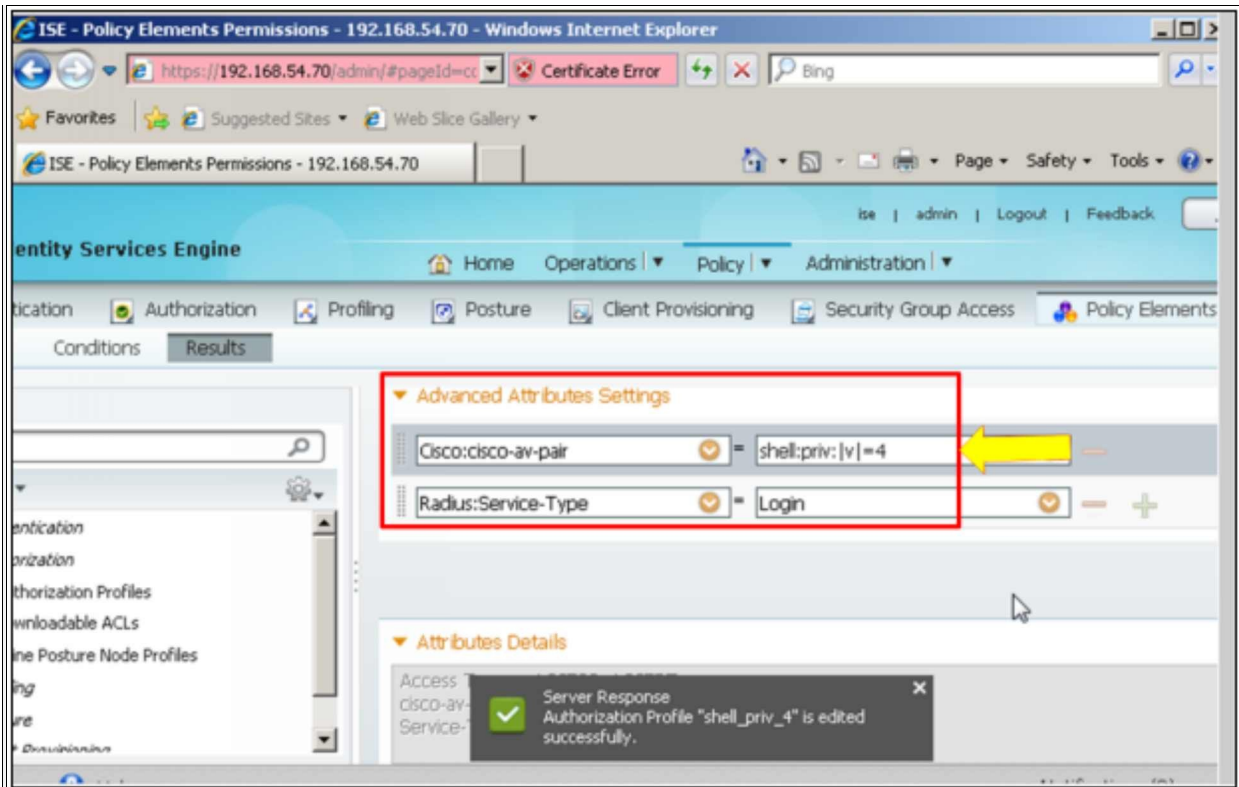 ISE - Policy Elements Permissions - 192.168.54.70 - Windows Internet Explorer
https://192.168.54.70/admin/#pageId=cc Certificate Error Bing
Favorites Suggested Sites Web Slice Gallery
ISE - Policy Elements Permissions - 192.168.54.70 Page Safety Tools
ise | admin | Logout | Feedback
entity Services Engine
Home Operations | Policy | Administration |
tication Authorization Profiling Posture Client Provisioning Security Group Access Policy Elements
Conditions Results
Advanced Attributes Settings
Cisco:cisco-av-pair = shell:priv:|v|=4
Radius:Service-Type = Login
entication
orization
thorization Profiles
wnloadable ACLs
ine Posture Node Profiles
ing
ure
Provisioning
Attributes Details
Access
cisco-av-
Service-
Server Response
Authorization Profile "shell_priv_4" is edited
successfully.